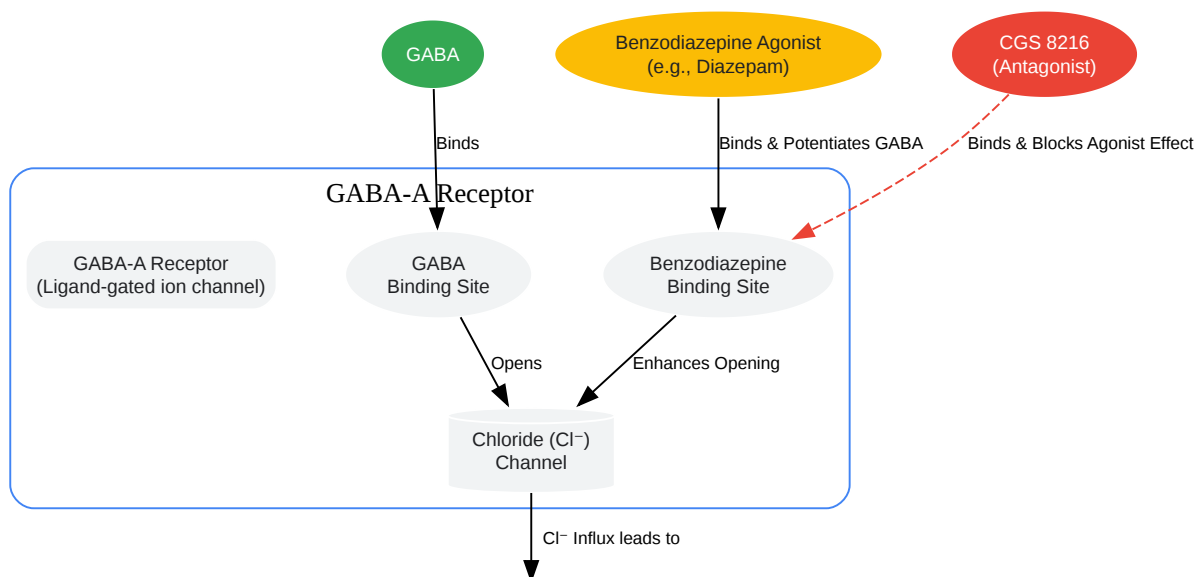 GABA
Benzodiazepine Agonist
(e.g., Diazepam)
CGS 8216
(Antagonist)
Binds
Binds & Potentiates GABA
Binds & Blocks Agonist Effect
GABA-A Receptor
GABA-A Receptor
(Ligand-gated ion channel)
GABA
Binding Site
Benzodiazepine
Binding Site
Opens
Enhances Opening
Chloride (Cl⁻)
Channel
Cl⁻ Influx leads to